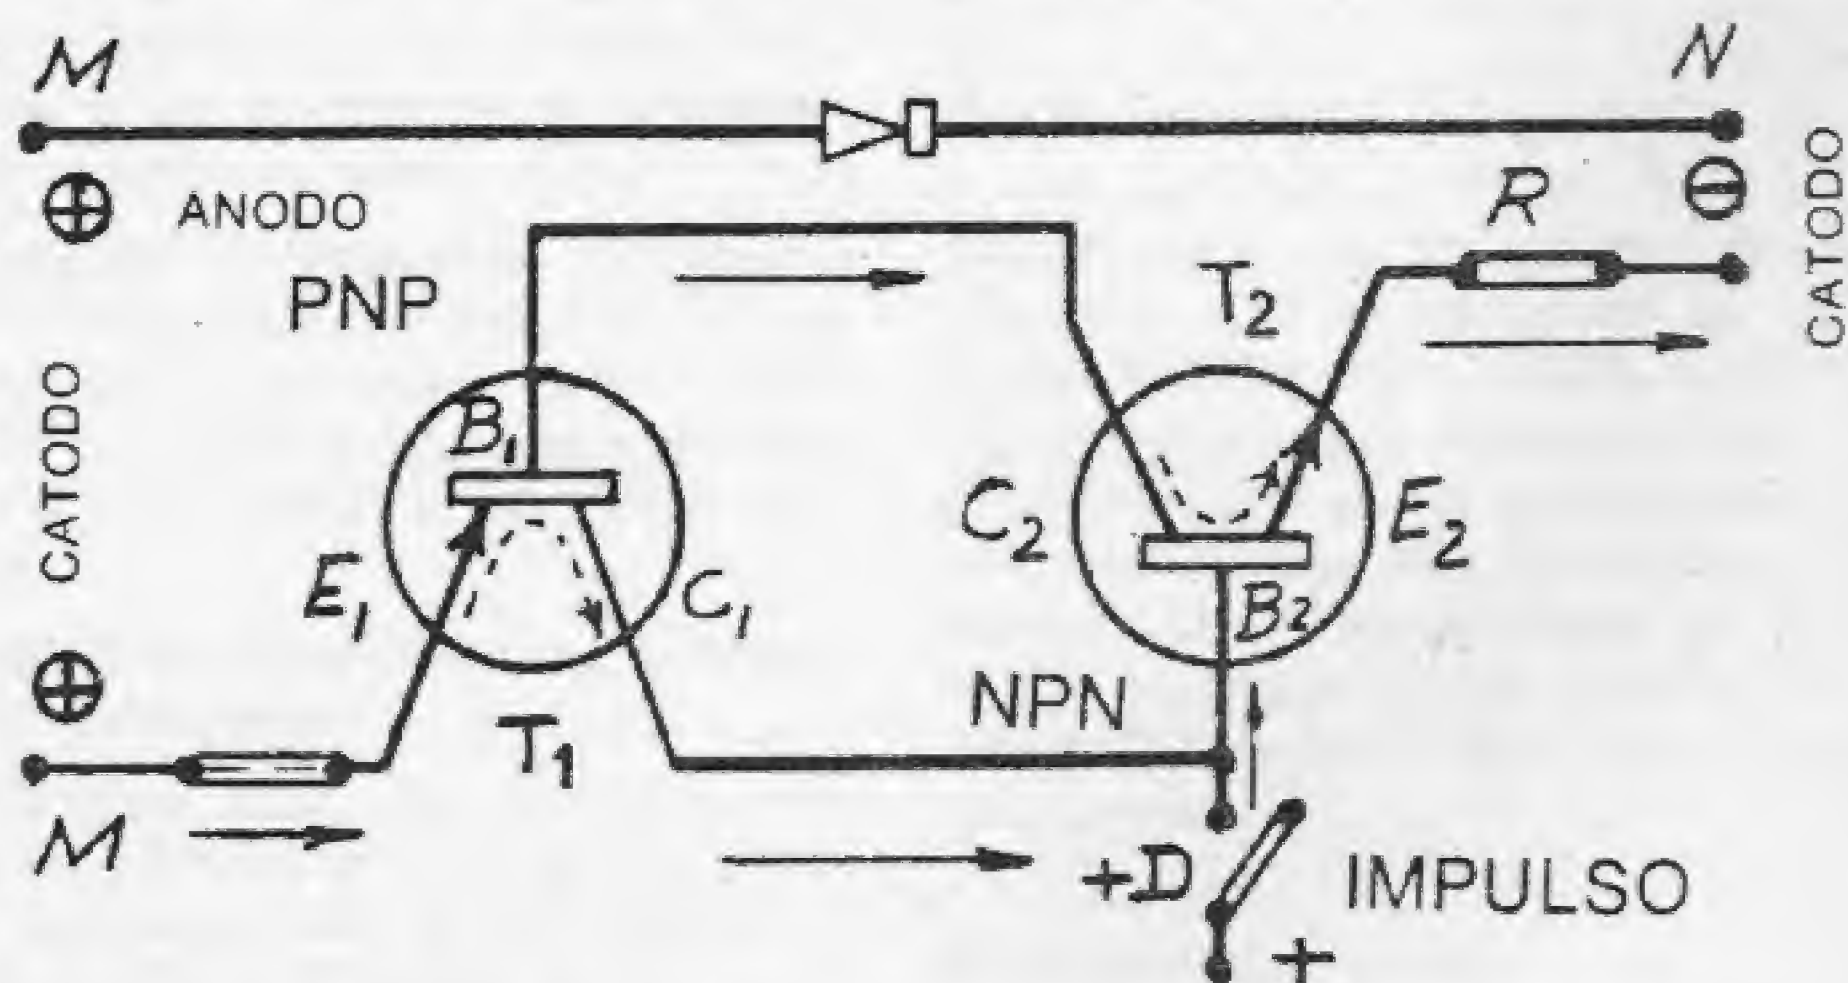 M
N
⊕ ANODO
R
⊖
CATODO
PNP
T2
B1
CATODO
E1
C1
C2
E2
B2
⊕
T1
NPN
M
+D
IMPULSO
+